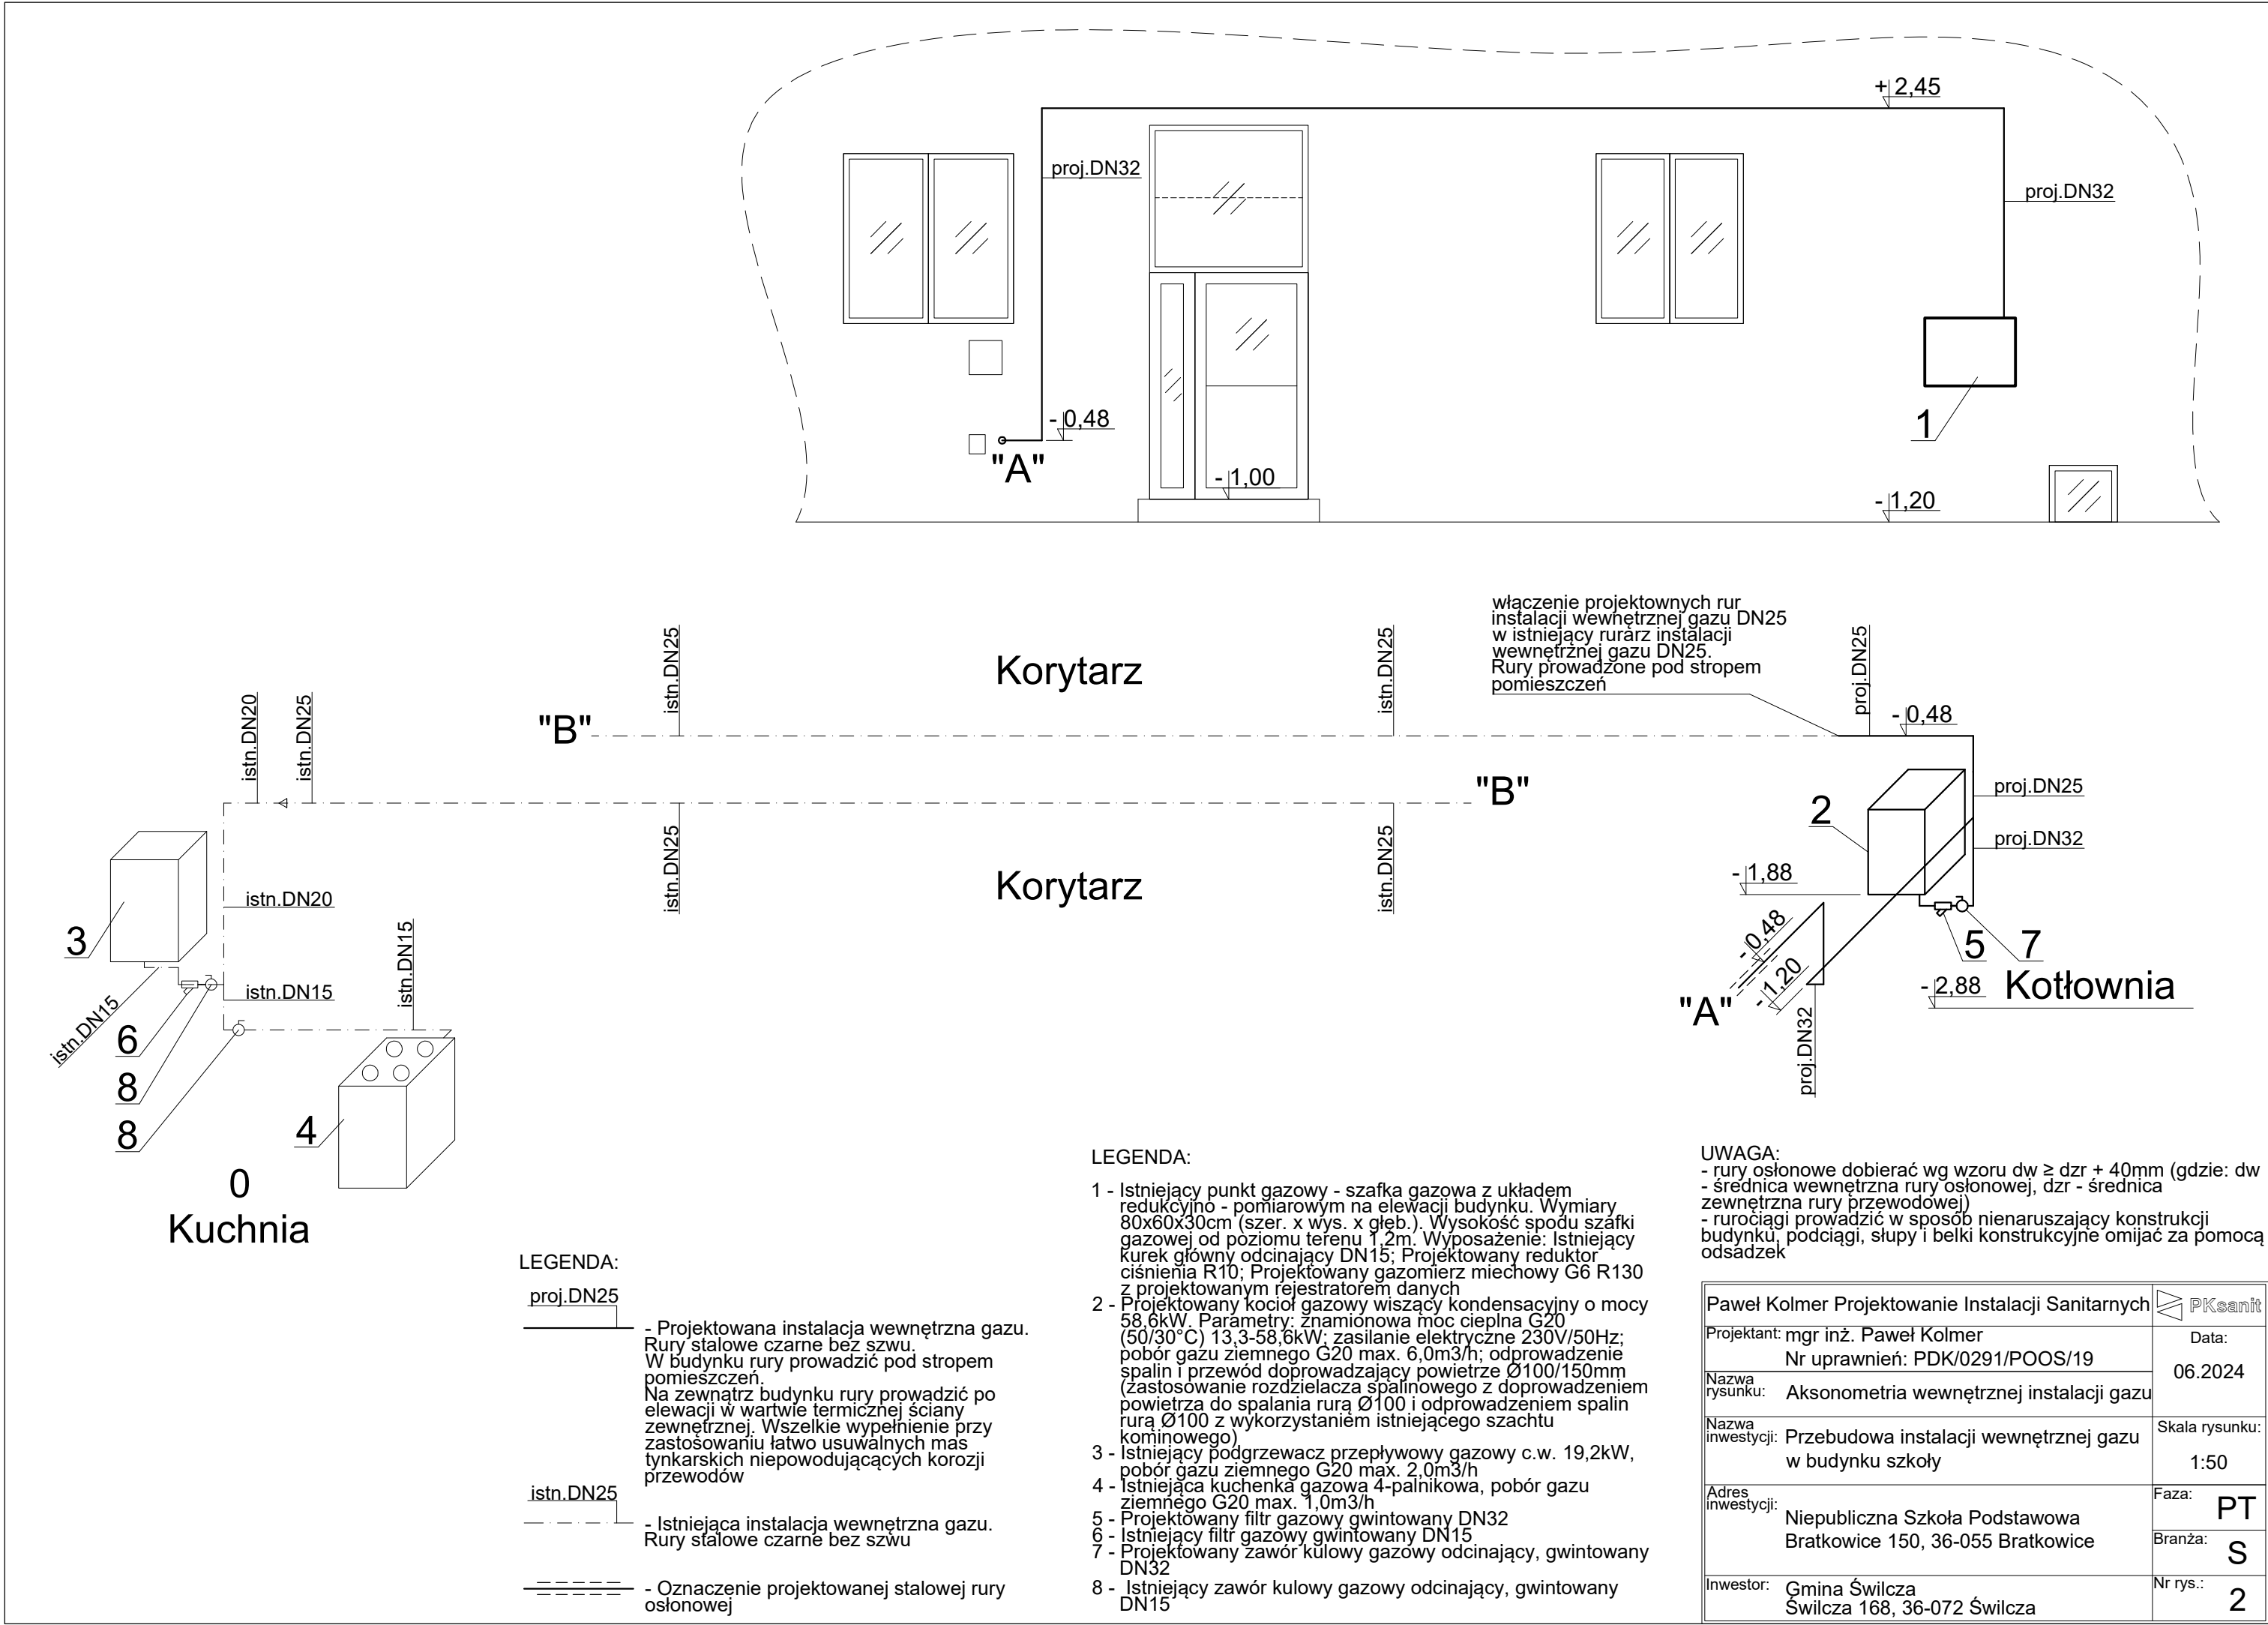 + 2,45
proj.DN32
proj.DN32
1
- 0,48
"A"
- 1,00
- 1,20
włączenie projektownych rur
instalacji wewnętrznej gazu DN25
w istniejący rurarz instalacji
wewnętrznej gazu DN25.
Rury prowadzone pod stropem
pomieszczeń
istn.DN25
Korytarz
istn.DN25
proj.DN25
- 0,48
istn.DN20
istn.DN25
"B"
"B"
istn.DN25
Korytarz
istn.DN25
proj.DN25
2
proj.DN32
- 1,88
- 0,48
- 1,20
"A"
proj.DN32
5
7
- 2,88
Kotłownia
istn.DN20
3
istn.DN15
istn.DN15
istn.DN15
6
8
8
4
0
Kuchnia
LEGENDA:
proj.DN25
- Projektowana instalacja wewnętrzna gazu.
Rury stalowe czarne bez szwu.
W budynku rury prowadzić pod stropem
pomieszczeń.
Na zewnątrz budynku rury prowadzić po
elewacji w wartwie termicznej ściany
zewnętrznej. Wszelkie wypełnienie przy
zastosowaniu łatwo usuwalnych mas
tynkarskich niepowodującących korozji
przewodów
istn.DN25
- Istniejąca instalacja wewnętrzna gazu.
Rury stalowe czarne bez szwu
- Oznaczenie projektowanej stalowej rury
osłonowej
LEGENDA:
1 - Istniejący punkt gazowy - szafka gazowa z układem
redukcyjno - pomiarowym na elewacji budynku. Wymiary
80x60x30cm (szer. x wys. x głęb.). Wysokość spodu szafki
gazowej od poziomu terenu 1,2m. Wyposażenie: Istniejący
kurek główny odcinający DN15; Projektowany reduktor
ciśnienia R10; Projektowany gazomierz miechowy G6 R130
z projektowanym rejestratorem danych
2 - Projektowany kocioł gazowy wiszący kondensacyjny o mocy
58,6kW. Parametry: znamionowa moc cieplna G20
(50/30°C) 13,3-58,6kW; zasilanie elektryczne 230V/50Hz;
pobór gazu ziemnego G20 max. 6,0m3/h; odprowadzenie
spalin i przewód doprowadzający powietrze Ø100/150mm
(zastosowanie rozdzielacza spalinowego z doprowadzeniem
powietrza do spalania rurą Ø100 i odprowadzeniem spalin
rurą Ø100 z wykorzystaniem istniejącego szachtu
kominowego)
3 - Istniejący podgrzewacz przepływowy gazowy c.w. 19,2kW,
pobór gazu ziemnego G20 max. 2,0m3/h
4 - Istniejąca kuchenka gazowa 4-palnikowa, pobór gazu
ziemnego G20 max. 1,0m3/h
5 - Projektowany filtr gazowy gwintowany DN32
6 - Istniejący filtr gazowy gwintowany DN15
7 - Projektowany zawór kulowy gazowy odcinający, gwintowany
DN32
8 - Istniejący zawór kulowy gazowy odcinający, gwintowany
DN15
UWAGA:
- rury osłonowe dobierać wg wzoru dw ≥ dzr + 40mm (gdzie: dw
- średnica wewnętrzna rury osłonowej, dzr - średnica
zewnętrzna rury przewodowej)
- rurociągi prowadzić w sposób nienaruszający konstrukcji
budynku, podciągi, słupy i belki konstrukcyjne omijać za pomocą
odsadzek
Paweł Kolmer Projektowanie Instalacji Sanitarnych
PKsanit
Projektant: mgr inż. Paweł Kolmer
Nr uprawnień: PDK/0291/POOS/19
Data:
06.2024
Nazwa
rysunku: Aksonometria wewnętrznej instalacji gazu
Nazwa
inwestycji: Przebudowa instalacji wewnętrznej gazu
w budynku szkoły
Skala rysunku:
1:50
Adres
inwestycji: Niepubliczna Szkoła Podstawowa
Bratkowice 150, 36-055 Bratkowice
Faza: PT
Branża: S
Inwestor: Gmina Świlcza
Świlcza 168, 36-072 Świlcza
Nr rys.: 2